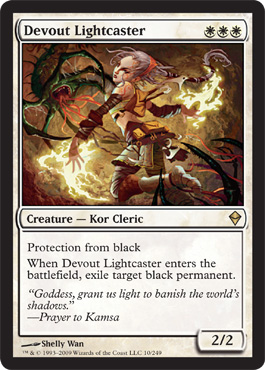 Devout Lightcaster
Creature — Kor Cleric
Protection from black
When Devout Lightcaster enters the
battlefield, exile target black permanent.
“Goddess, grant us light to banish the world’s
shadows.”
—Prayer to Kamsa
Shelly Wan
™ & © 1993–2009 Wizards of the Coast LLC 10/249
2/2